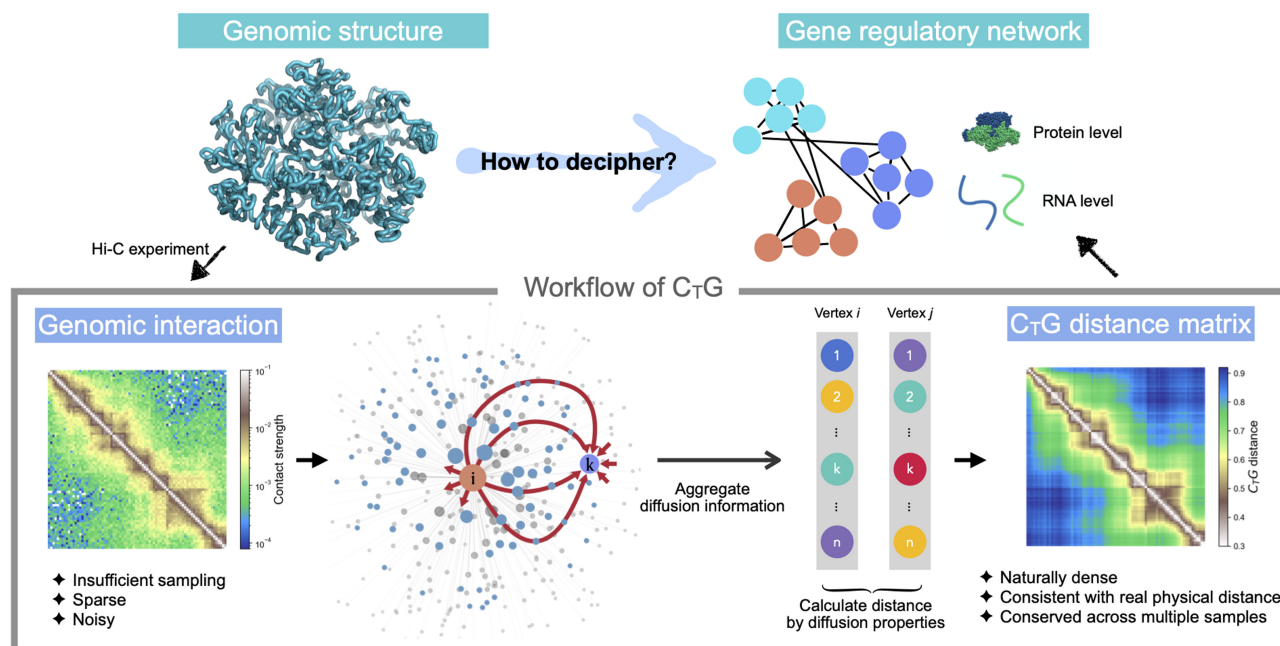 Genomic structure
Gene regulatory network
How to decipher?
Protein level
RNA level
Hi-C experiment
Workflow of CTG
Genomic interaction
10⁻¹
10⁻²
10⁻³
10⁻⁴
Contact strength
✦ Insufficient sampling
✦ Sparse
✦ Noisy
i
k
Aggregate
diffusion information
Vertex i
Vertex j
1
2
⋮
k
⋮
n
1
2
⋮
k
⋮
n
Calculate distance
by diffusion properties
CTG distance matrix
0.9
0.8
0.7
0.6
0.5
0.4
0.3
CTG distance
✦ Naturally dense
✦ Consistent with real physical distance
✦ Conserved across multiple samples